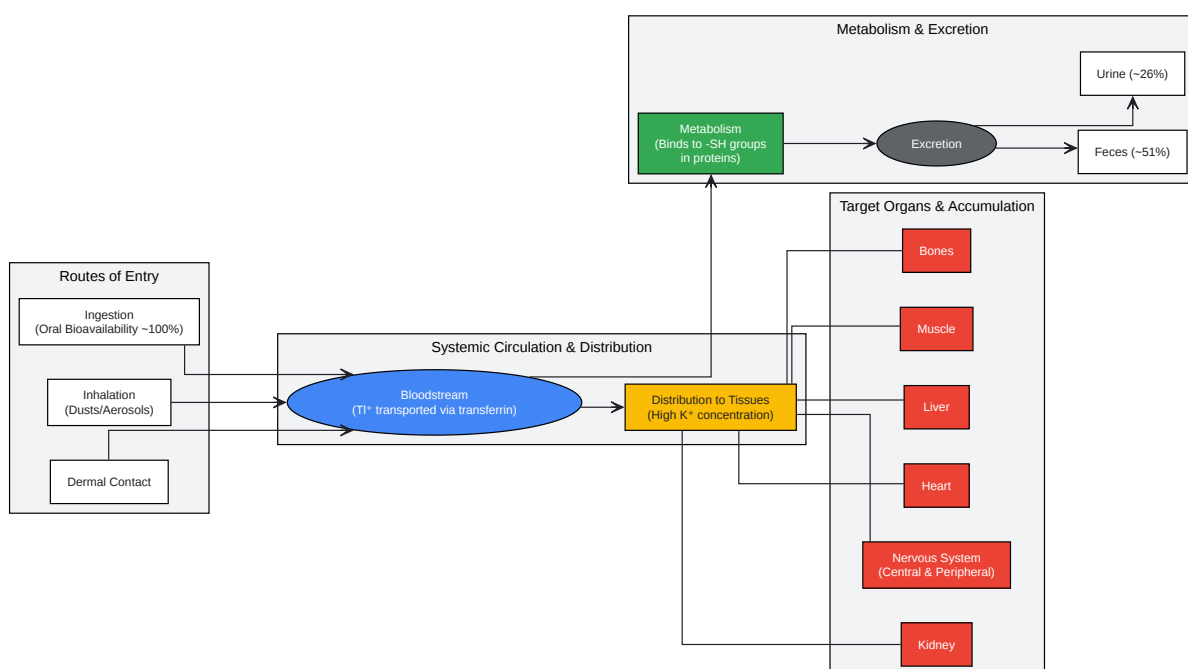 Metabolism & Excretion
Urine (~26%)
Metabolism
(Binds to -SH groups
in proteins)
Excretion
Feces (~51%)
Target Organs & Accumulation
Bones
Routes of Entry
Ingestion
(Oral Bioavailability ~100%)
Muscle
Systemic Circulation & Distribution
Inhalation
(Dusts/Aerosols)
Bloodstream
(Tl⁺ transported via transferrin)
Distribution to Tissues
(High K⁺ concentration)
Liver
Dermal Contact
Heart
Nervous System
(Central & Peripheral)
Kidney